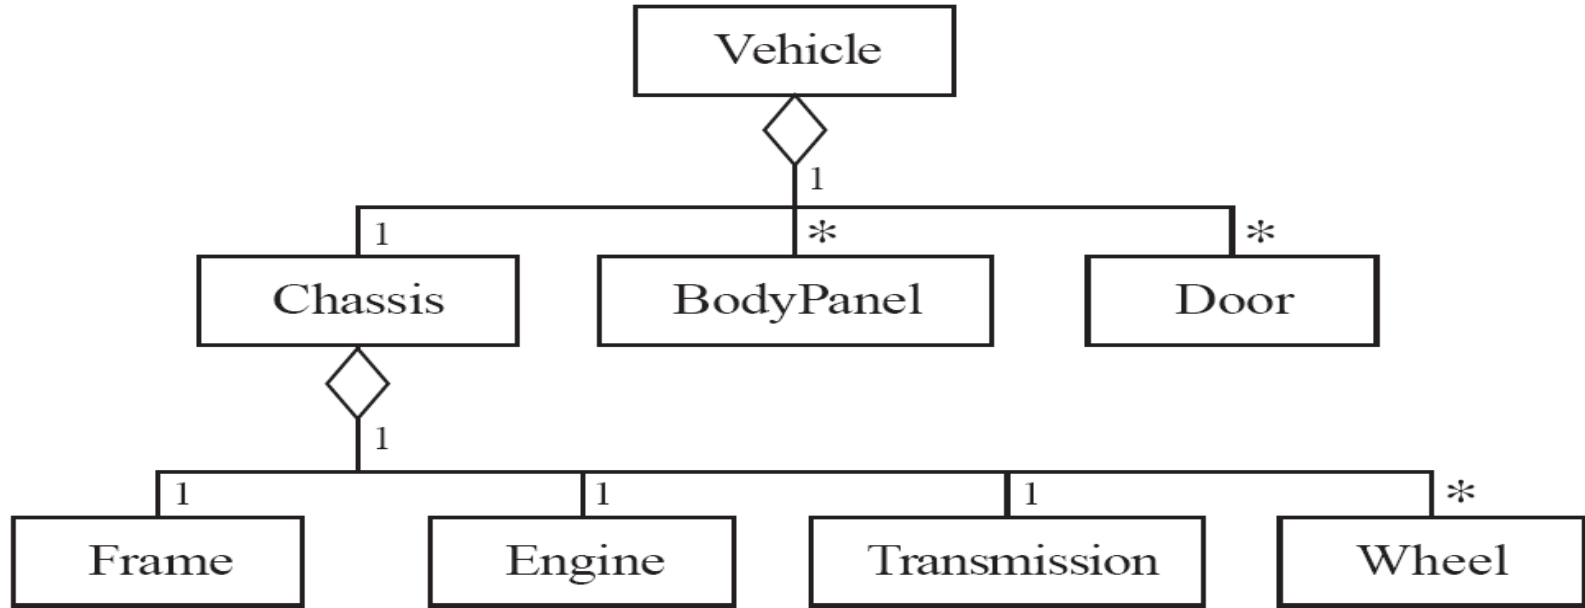 Vehicle
1
1
*
*
Chassis
BodyPanel
Door
1
1
1
1
*
Frame
Engine
Transmission
Wheel